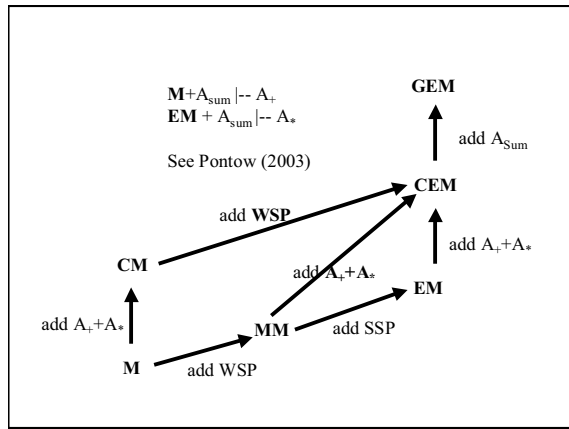 GEM
M+A_sum |-- A_+
EM + A_sum |-- A_*
add A_Sum
See Pontow (2003)
CEM
add WSP
add A_++A_*
CM
add A_++A_*
EM
add A_++A_*
MM
add SSP
M
add WSP